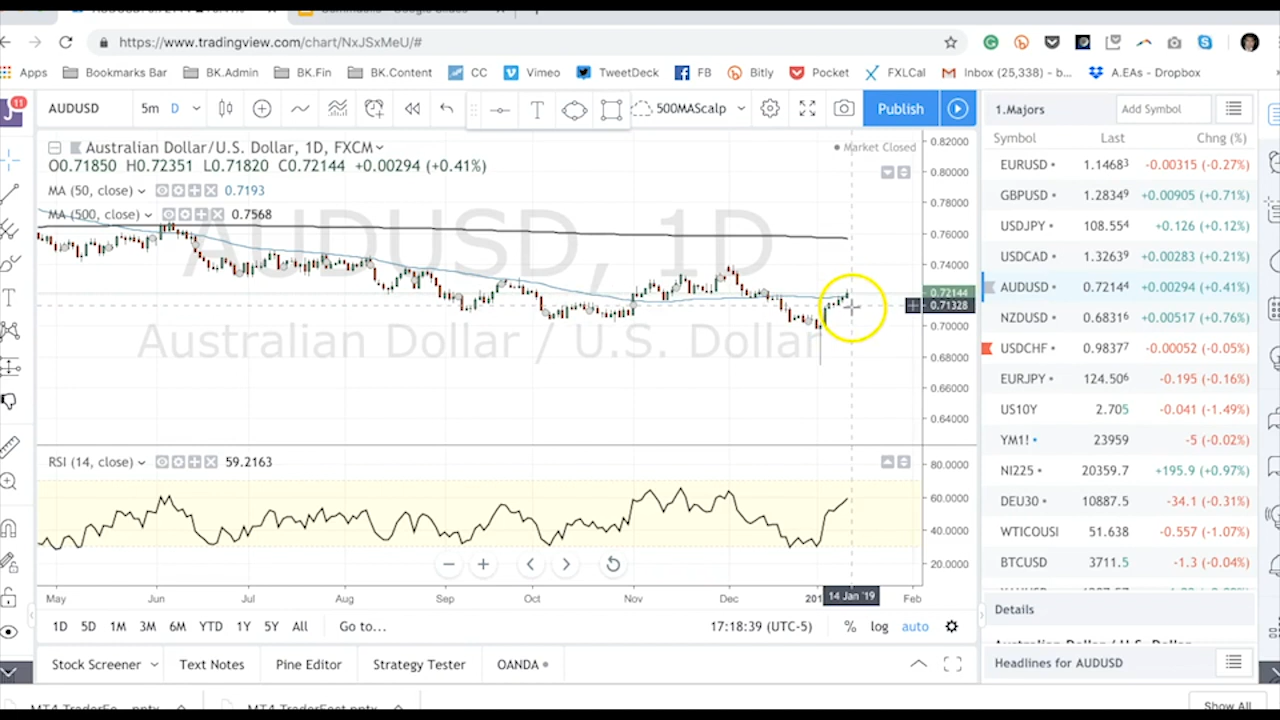 https://www.tradingview.com/chart/NxJSxMeU/#
Apps Bookmarks Bar BK.Admin BK.Fin BK.Content CC Vimeo TweetDeck FB Bitly Pocket FXLCal Inbox (25,338) - b... A.EAs - Dropbox
11
AUDUSD 5m D 500MAScalp Publish
1.Majors Add Symbol
Symbol Last Chng (%)
Australian Dollar/U.S. Dollar, 1D, FXCM
Market Closed
O0.71850 H0.72351 L0.71820 C0.72144 +0.00294 (+0.41%)
MA (50, close) 0.7193
MA (500, close) 0.7568
AUDUSD, 1D
Australian Dollar / U.S. Dollar
0.82000
0.80000
0.78000
0.76000
0.74000
0.72144
0.71328
0.70000
0.68000
0.66000
0.64000
RSI (14, close) 59.2163
80.0000
60.0000
40.0000
20.0000
May Jun Jul Aug Sep Oct Nov Dec 201 14 Jan '19 Feb
1D 5D 1M 3M 6M YTD 1Y 5Y All Go to... 17:18:39 (UTC-5) % log auto
Stock Screener Text Notes Pine Editor Strategy Tester OANDA
EURUSD 1.14683 -0.00315 (-0.27%)
GBPUSD 1.28349 +0.00905 (+0.71%)
USDJPY 108.554 +0.126 (+0.12%)
USDCAD 1.32639 +0.00283 (+0.21%)
AUDUSD 0.72144 +0.00294 (+0.41%)
NZDUSD 0.68316 +0.00517 (+0.76%)
USDCHF 0.98377 -0.00052 (-0.05%)
EURJPY 124.506 -0.195 (-0.16%)
US10Y 2.705 -0.041 (-1.49%)
YM1! 23959 -5 (-0.02%)
NI225 20359.7 +195.9 (+0.97%)
DEU30 10887.5 -34.1 (-0.31%)
WTICOUSI 51.638 -0.557 (-1.07%)
BTCUSD 3711.5 -1.3 (-0.04%)
Details
Headlines for AUDUSD
Show All